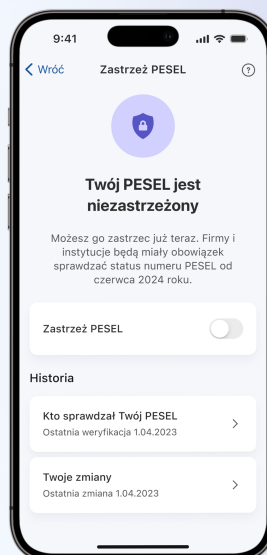 9:41
Wróć
Zastrzeż PESEL
?
Twój PESEL jest
niezastrzeżony
Możesz go zastrzec już teraz. Firmy i
instytucje będą miały obowiązek
sprawdzać status numeru PESEL od
czerwca 2024 roku.
Zastrzeż PESEL
Historia
Kto sprawdzał Twój PESEL
Ostatnia weryfikacja 1.04.2023
Twoje zmiany
Ostatnia zmiana 1.04.2023